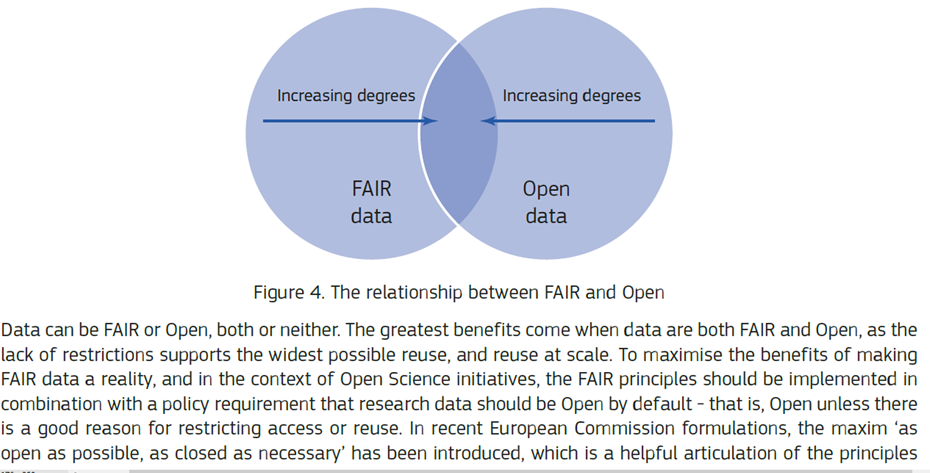 Increasing degrees
Increasing degrees
FAIR
data
Open
data
Figure 4. The relationship between FAIR and Open
Data can be FAIR or Open, both or neither. The greatest benefits come when data are both FAIR and Open, as the
lack of restrictions supports the widest possible reuse, and reuse at scale. To maximise the benefits of making
FAIR data a reality, and in the context of Open Science initiatives, the FAIR principles should be implemented in
combination with a policy requirement that research data should be Open by default – that is, Open unless there
is a good reason for restricting access or reuse. In recent European Commission formulations, the maxim ‘as
open as possible, as closed as necessary’ has been introduced, which is a helpful articulation of the principles